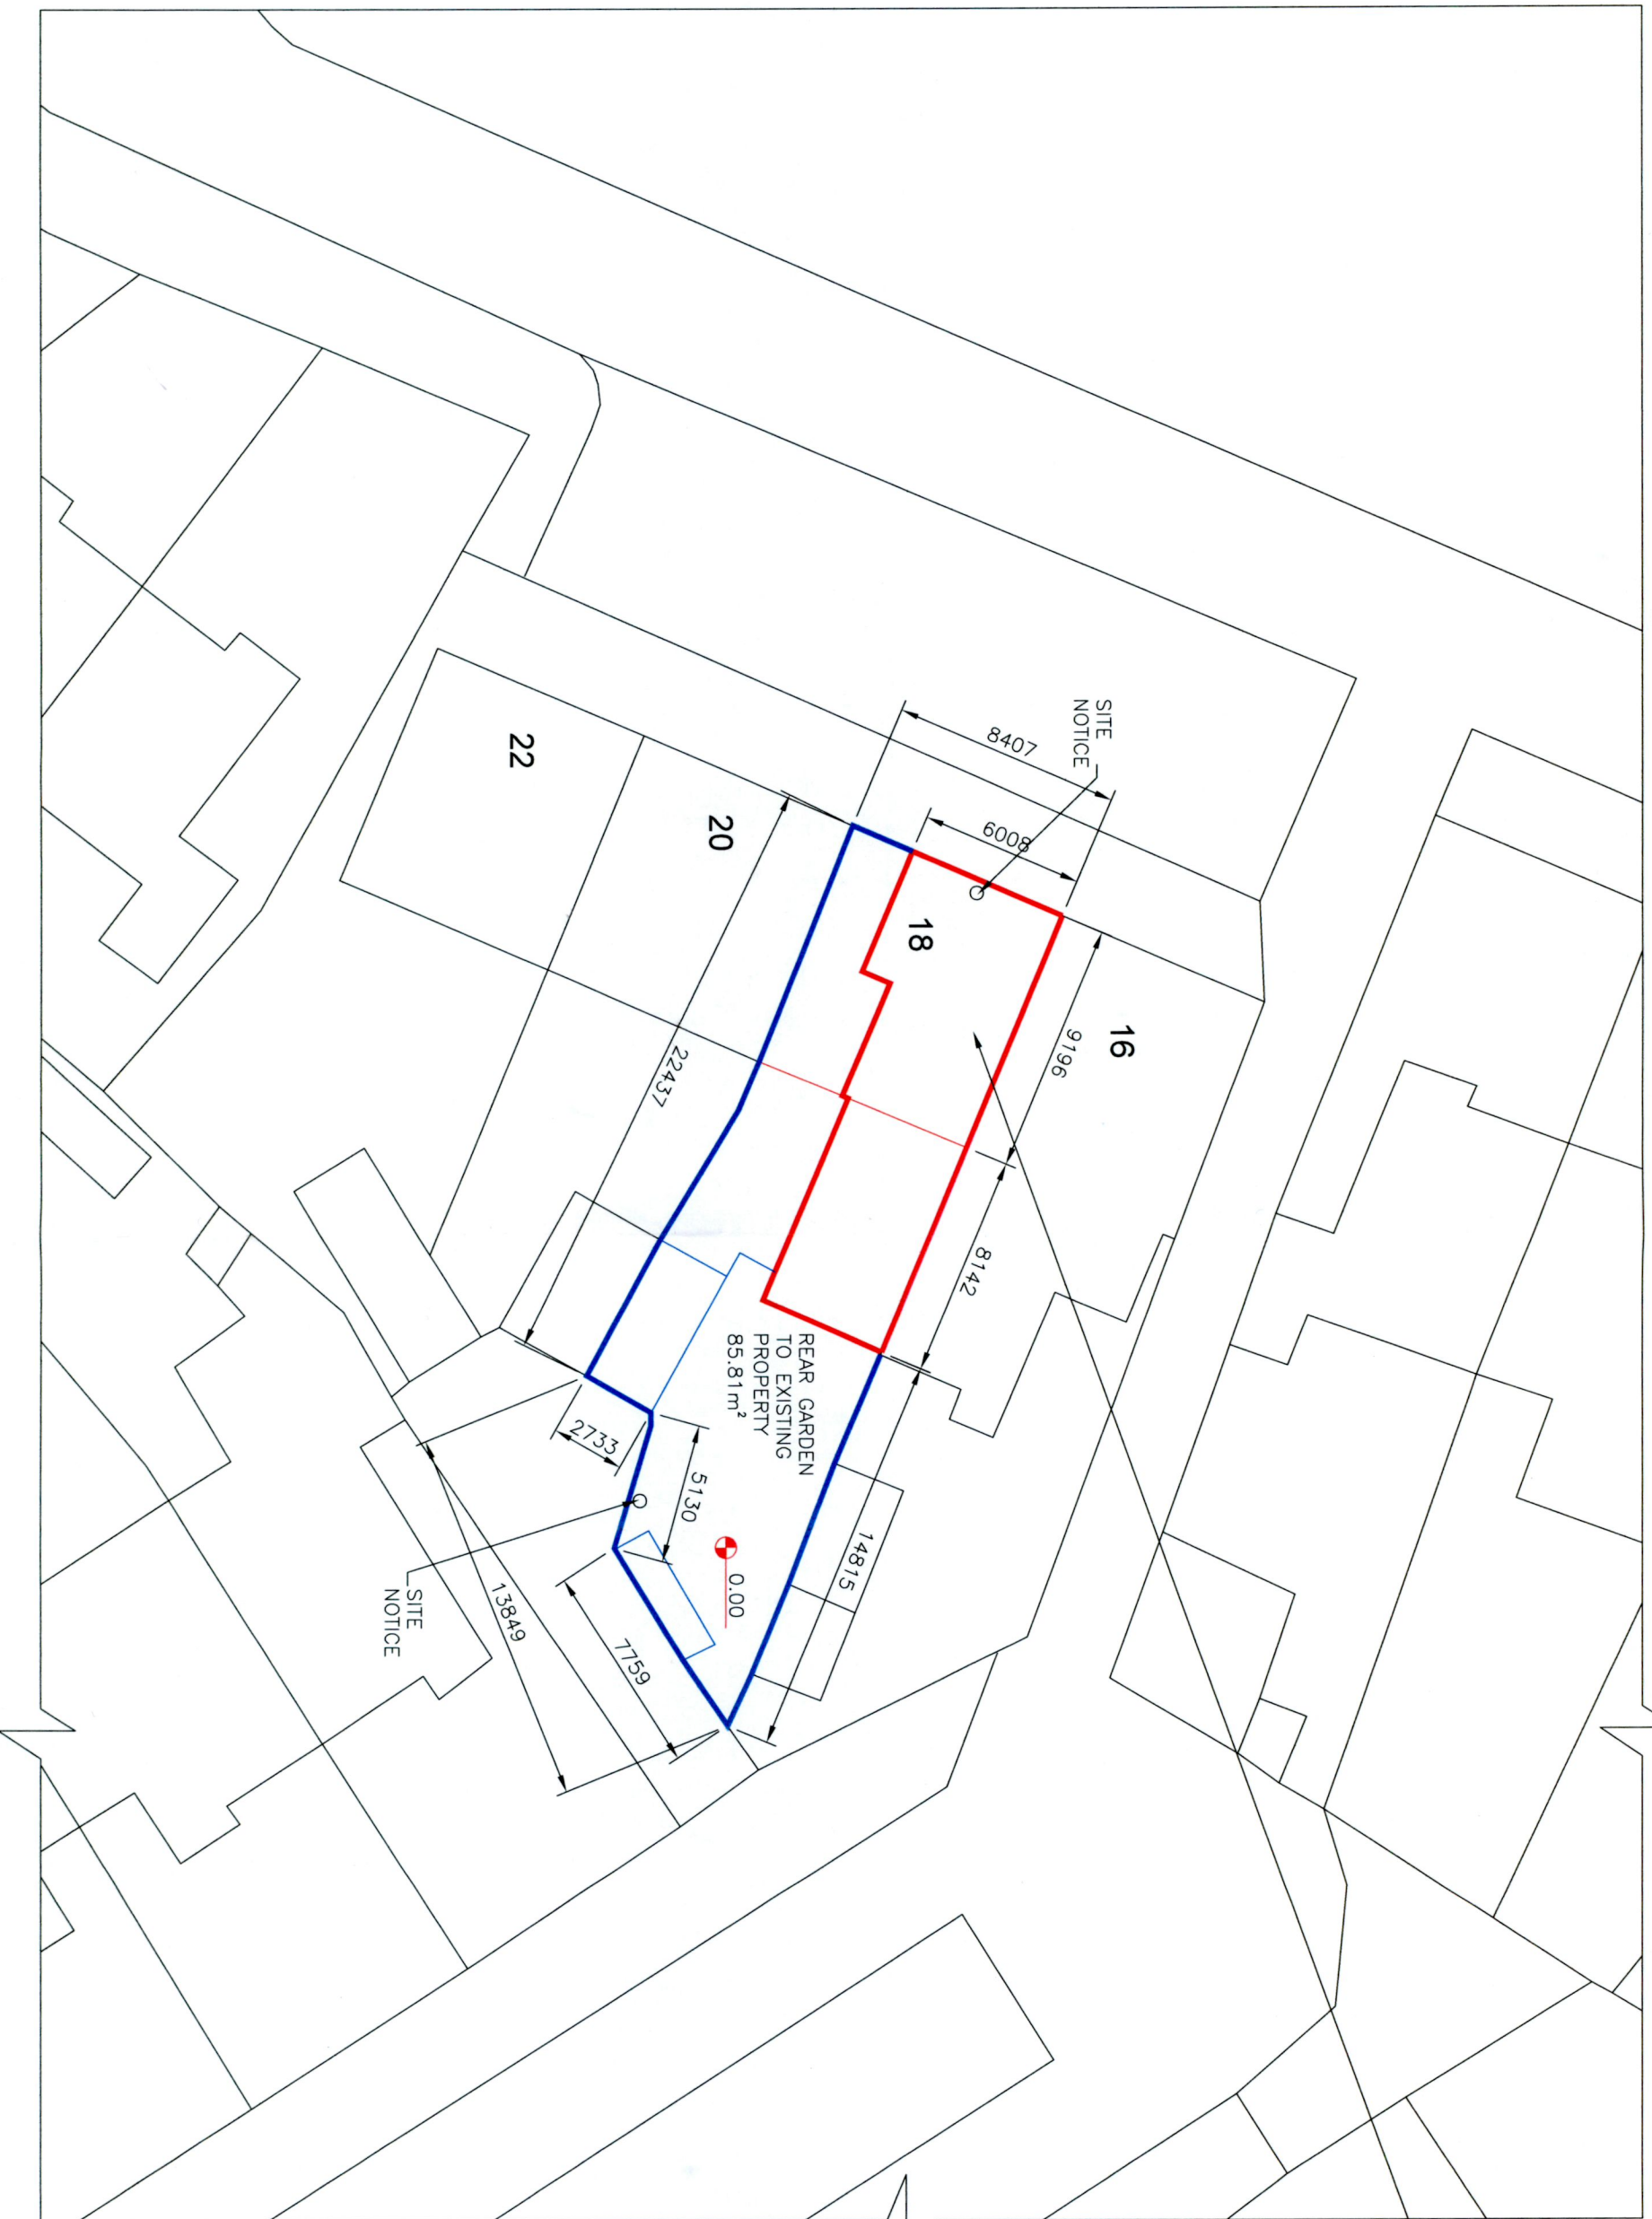 SITE
NOTICE
8407
6008
16
18
20
22
9196
22437
8142
REAR GARDEN
TO EXISTING
PROPERTY
85.81m²
2733
5130
14815
0.00
13849
7759
SITE
NOTICE